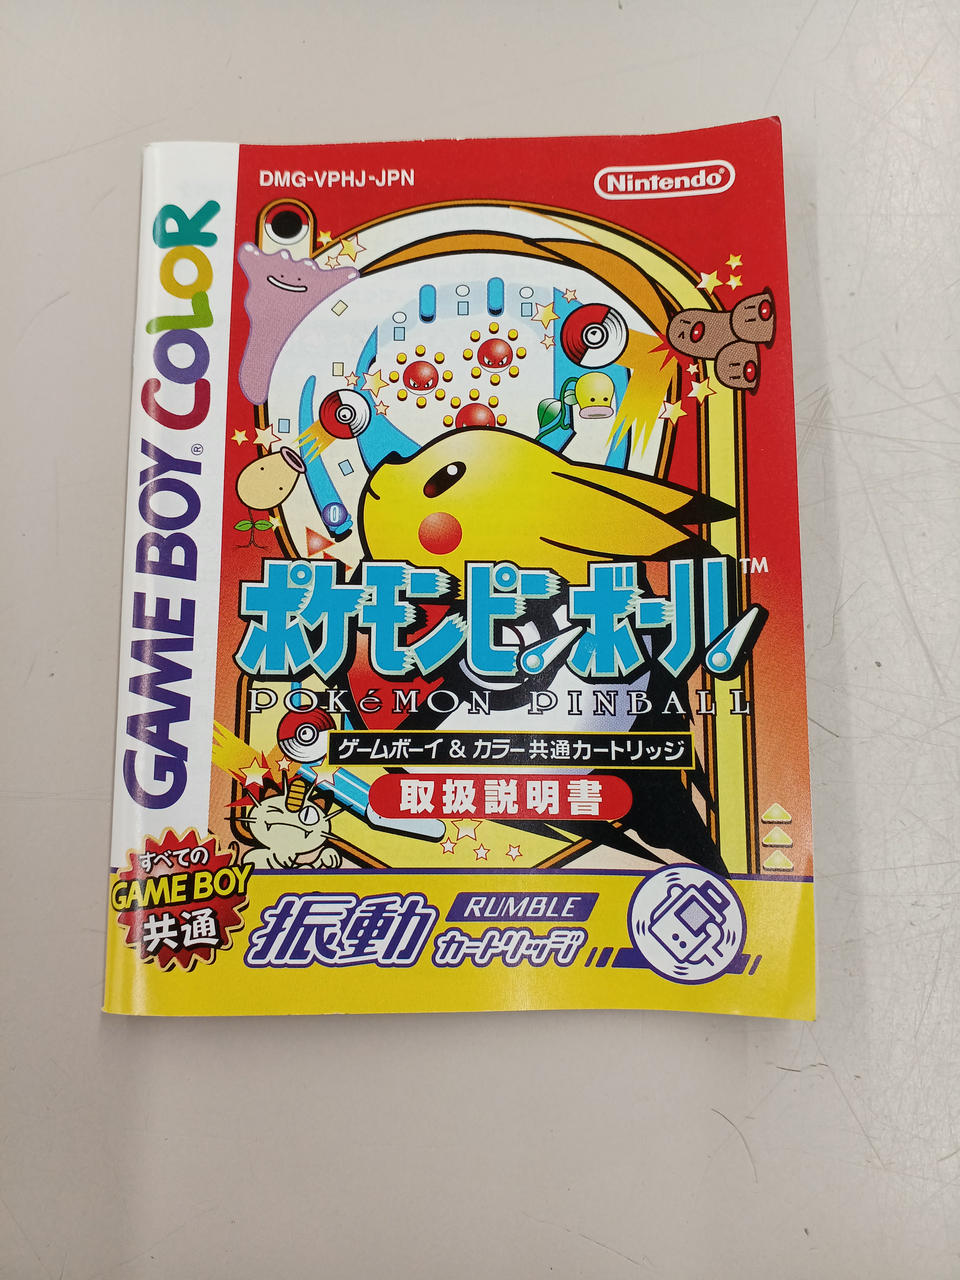 DMG-VPHJ-JPN
Nintendo®
GAME BOY® COLOR
ポケモンピンボール™
POKéMON PINBALL
ゲームボーイ & カラー共通カートリッジ
取扱説明書
すべての
GAME BOY
共通
振動
RUMBLE
カートリッジ